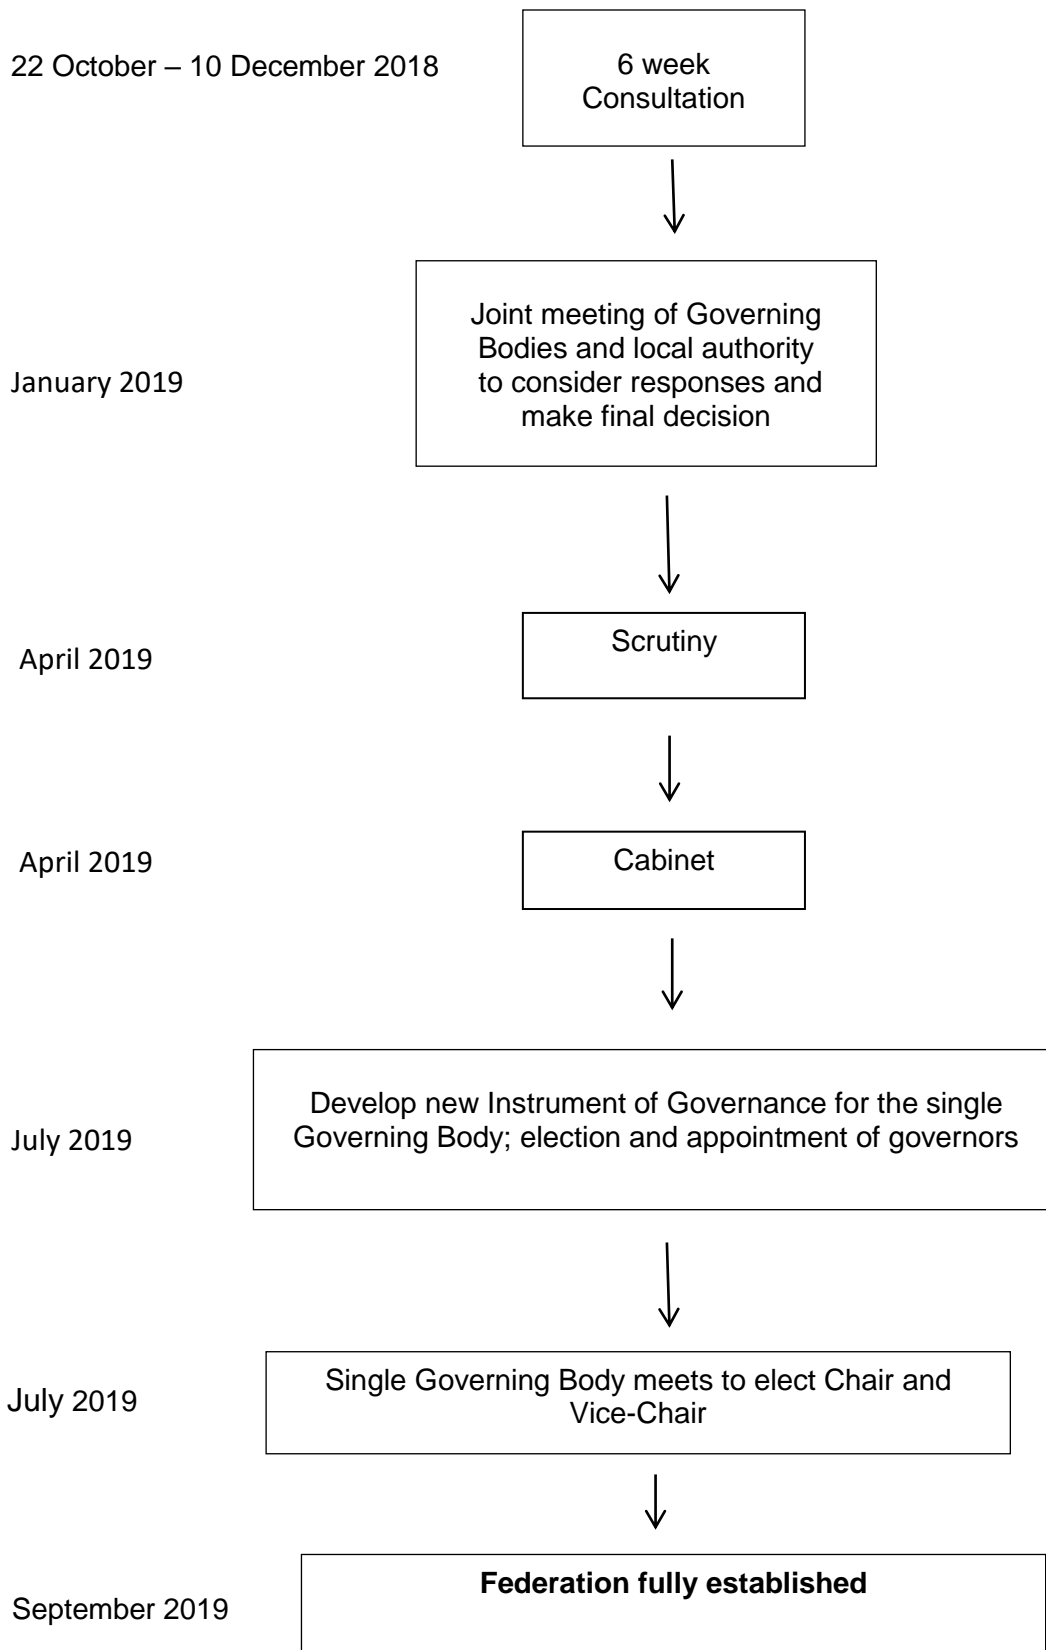 22 October – 10 December 2018
6 week
Consultation
January 2019
Joint meeting of Governing
Bodies and local authority
to consider responses and
make final decision
April 2019
Scrutiny
April 2019
Cabinet
July 2019
Develop new Instrument of Governance for the single
Governing Body; election and appointment of governors
July 2019
Single Governing Body meets to elect Chair and
Vice-Chair
September 2019
Federation fully established